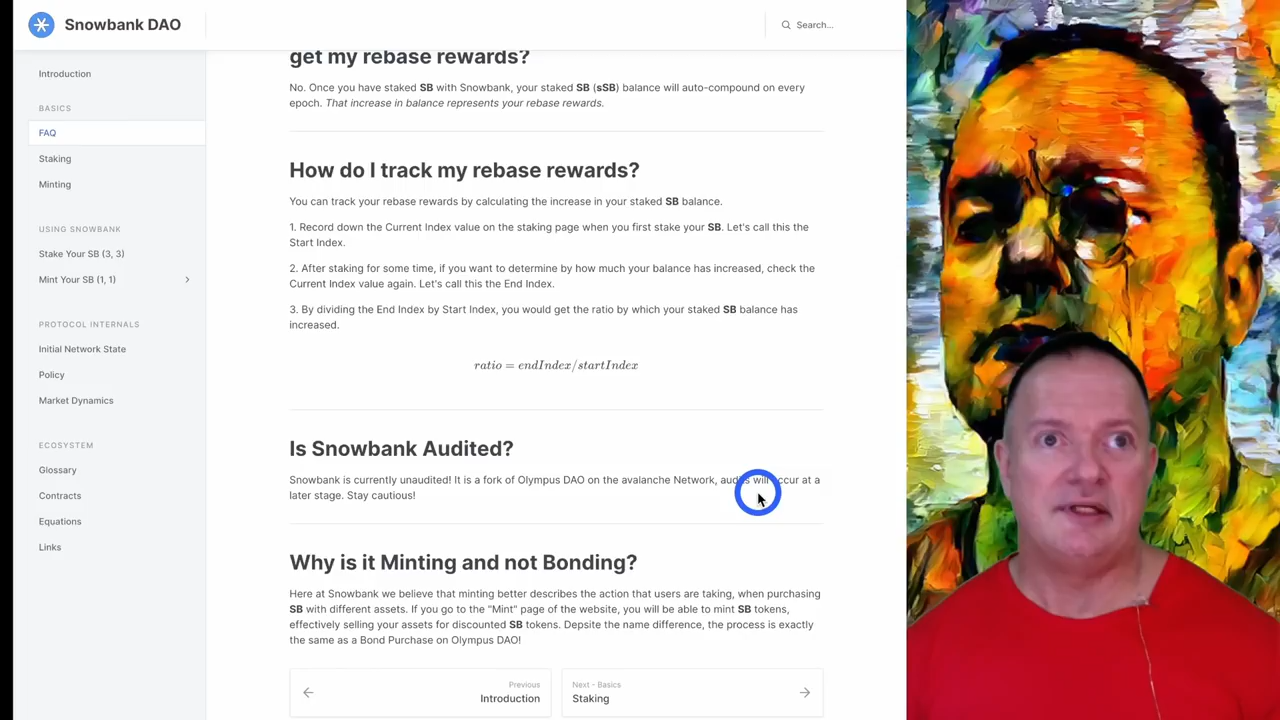 Snowbank DAO
Search...
Introduction
BASICS
FAQ
Staking
Minting
USING SNOWBANK
Stake Your SB (3, 3)
Mint Your SB (1, 1)
PROTOCOL INTERNALS
Initial Network State
Policy
Market Dynamics
ECOSYSTEM
Glossary
Contracts
Equations
Links
get my rebase rewards?
No. Once you have staked SB with Snowbank, your staked SB (sSB) balance will auto-compound on every
epoch. That increase in balance represents your rebase rewards.
How do I track my rebase rewards?
You can track your rebase rewards by calculating the increase in your staked SB balance.
1. Record down the Current Index value on the staking page when you first stake your SB. Let's call this the
Start Index.
2. After staking for some time, if you want to determine by how much your balance has increased, check the
Current Index value again. Let's call this the End Index.
3. By dividing the End Index by Start Index, you would get the ratio by which your staked SB balance has
increased.
ratio = endIndex/startIndex
Is Snowbank Audited?
Snowbank is currently unaudited! It is a fork of Olympus DAO on the avalanche Network, audits will occur at a
later stage. Stay cautious!
Why is it Minting and not Bonding?
Here at Snowbank we believe that minting better describes the action that users are taking, when purchasing
SB with different assets. If you go to the "Mint" page of the website, you will be able to mint SB tokens,
effectively selling your assets for discounted SB tokens. Depsite the name difference, the process is exactly
the same as a Bond Purchase on Olympus DAO!
Previous
Introduction
Next - Basics
Staking